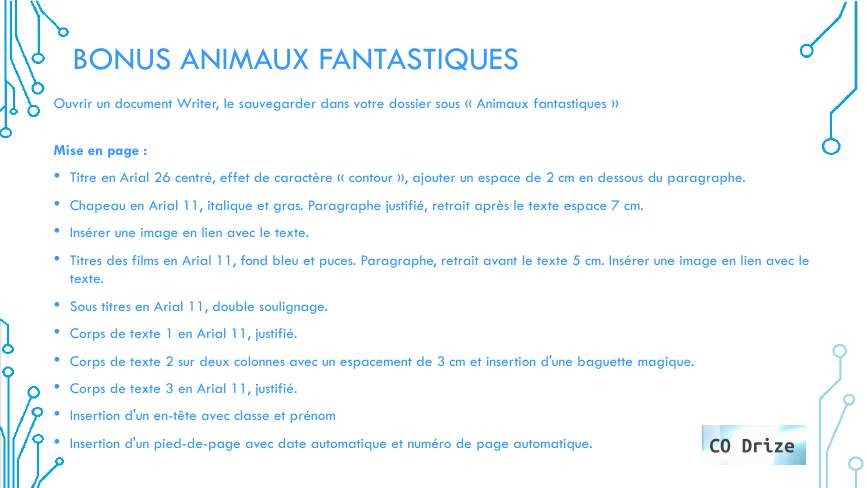 BONUS ANIMAUX FANTASTIQUES
Ouvrir un document Writer, le sauvegarder dans votre dossier sous « Animaux fantastiques »
Mise en page :
• Titre en Arial 26 centré, effet de caractère « contour », ajouter un espace de 2 cm en dessous du paragraphe.
• Chapeau en Arial 11, italique et gras. Paragraphe justifié, retrait après le texte espace 7 cm.
• Insérer une image en lien avec le texte.
• Titres des films en Arial 11, fond bleu et puces. Paragraphe, retrait avant le texte 5 cm. Insérer une image en lien avec le
texte.
• Sous titres en Arial 11, double soulignage.
• Corps de texte 1 en Arial 11, justifié.
• Corps de texte 2 sur deux colonnes avec un espacement de 3 cm et insertion d'une baguette magique.
• Corps de texte 3 en Arial 11, justifié.
• Insertion d'un en-tête avec classe et prénom
• Insertion d'un pied-de-page avec date automatique et numéro de page automatique.
CO Drize